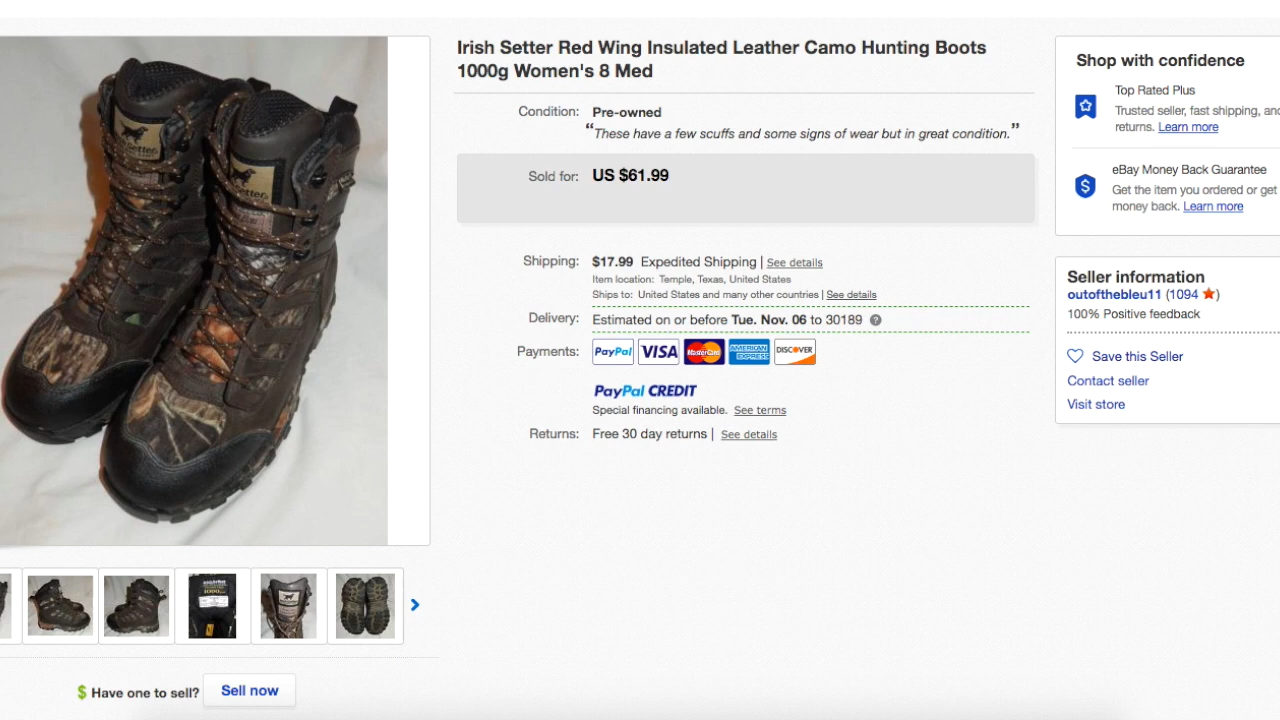 Irish Setter Red Wing Insulated Leather Camo Hunting Boots
1000g Women's 8 Med
Condition: Pre-owned
“These have a few scuffs and some signs of wear but in great condition.”
Sold for: US $61.99
Shipping: $17.99 Expedited Shipping | See details
Item location: Temple, Texas, United States
Ships to: United States and many other countries | See details
Delivery: Estimated on or before Tue. Nov. 06 to 30189 ?
Payments: PayPal VISA MasterCard AMERICAN EXPRESS DISCOVER
PayPal CREDIT
Special financing available. See terms
Returns: Free 30 day returns | See details
Shop with confidence
Top Rated Plus
Trusted seller, fast shipping, and
returns. Learn more
eBay Money Back Guarantee
Get the item you ordered or get
money back. Learn more
Seller information
outofthebleu11 (1094 ★)
100% Positive feedback
Save this Seller
Contact seller
Visit store
$ Have one to sell? Sell now